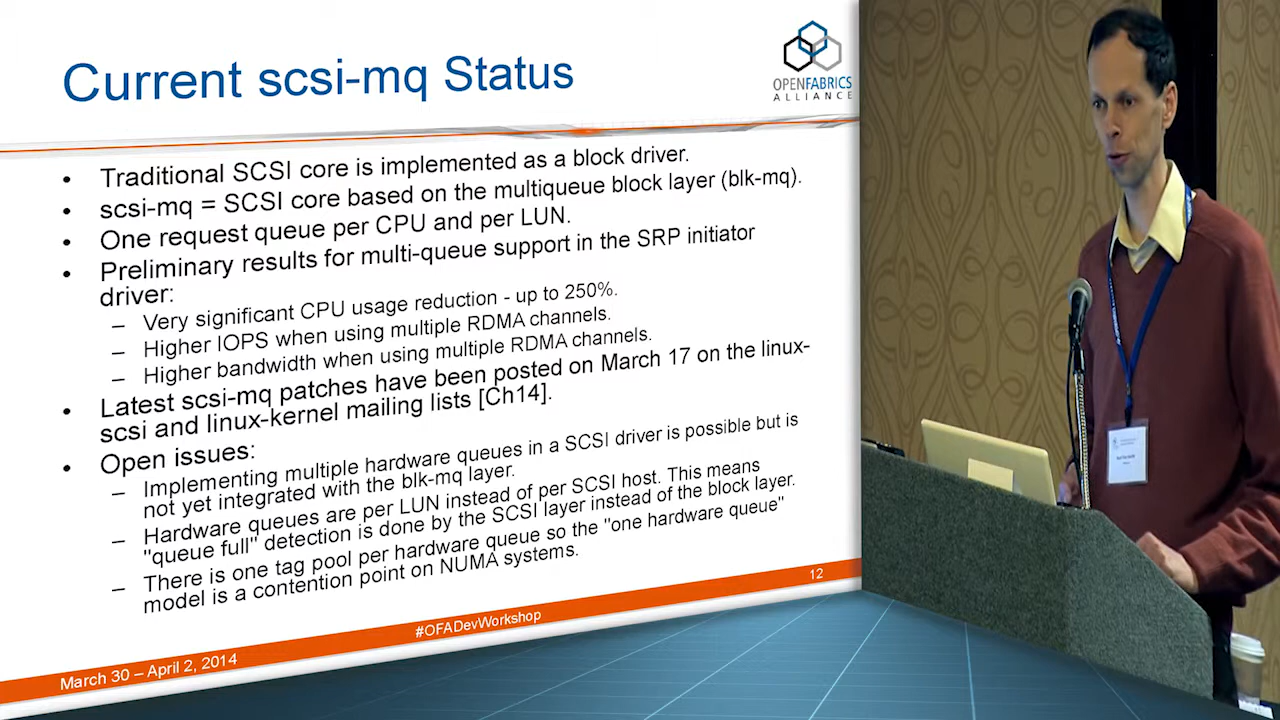 Current scsi-mq Status
OPENFABRICS
ALLIANCE
• Traditional SCSI core is implemented as a block driver.
• scsi-mq = SCSI core based on the multiqueue block layer (blk-mq).
• One request queue per CPU and per LUN.
• Preliminary results for multi-queue support in the SRP initiator
driver:
– Very significant CPU usage reduction - up to 250%.
– Higher IOPS when using multiple RDMA channels.
– Higher bandwidth when using multiple RDMA channels.
• Latest scsi-mq patches have been posted on March 17 on the linux-
scsi and linux-kernel mailing lists [Ch14].
• Open issues:
– Implementing multiple hardware queues in a SCSI driver is possible but is
not yet integrated with the blk-mq layer.
– Hardware queues are per LUN instead of per SCSI host. This means
"queue full" detection is done by the SCSI layer instead of the block layer.
– There is one tag pool per hardware queue so the "one hardware queue"
model is a contention point on NUMA systems.
12
March 30 – April 2, 2014
#OFADevWorkshop